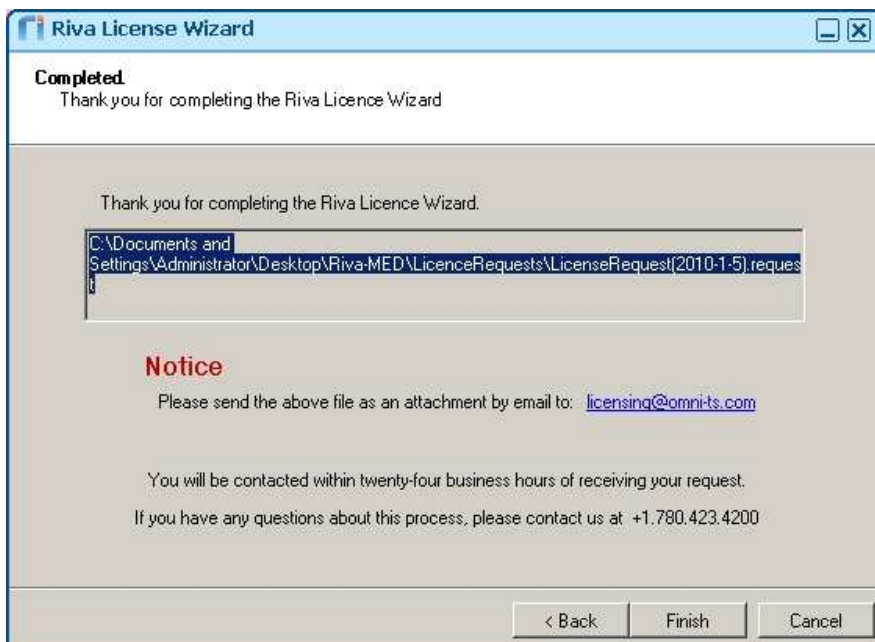 Riva License Wizard
Completed.
Thank you for completing the Riva Licence Wizard
Thank you for completing the Riva Licence Wizard.
C:\Documents and
Settings\Administrator\Desktop\Riva-MED\LicenceRequests\LicenseRequest(2010-1-5).reques
t
Notice
Please send the above file as an attachment by email to: licensing@omni-ts.com
You will be contacted within twenty-four business hours of receiving your request.
If you have any questions about this process, please contact us at +1.780.423.4200
< Back Finish Cancel